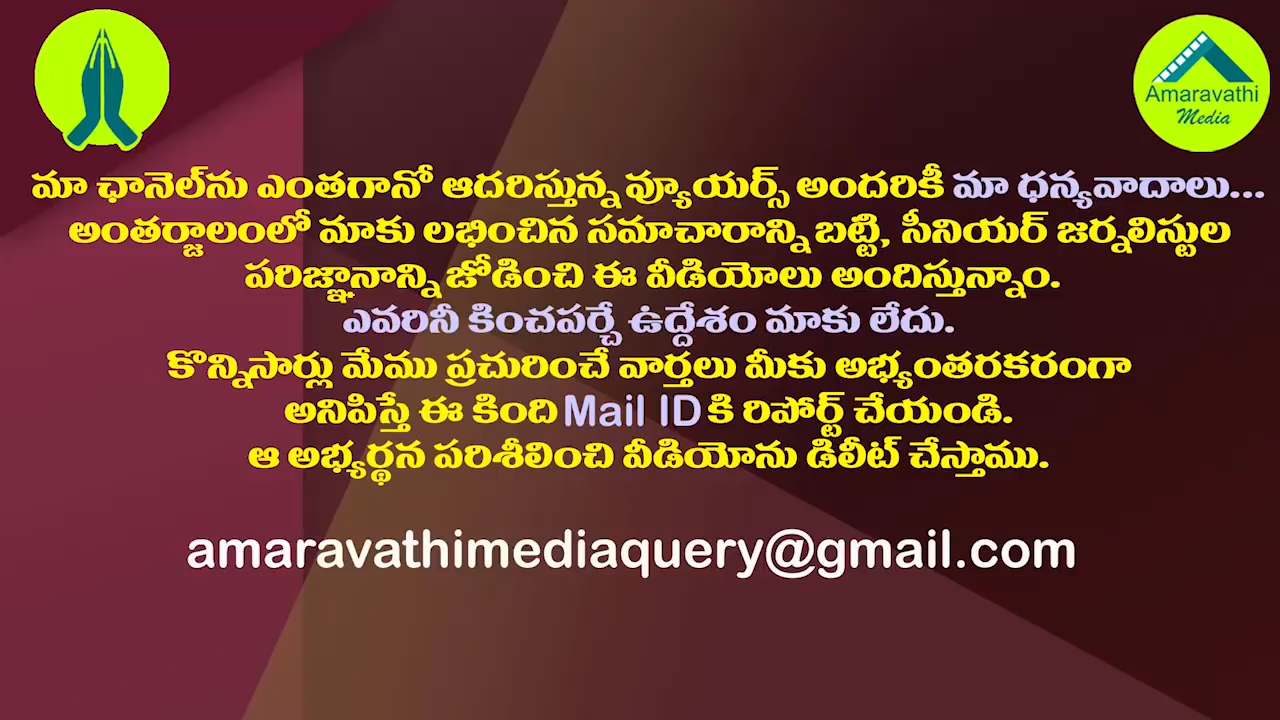 Amaravathi
Media
మా ఛానెల్‌ను ఎంతగానో ఆదరిస్తున్న వ్యూయర్స్ అందరికీ మా ధన్యవాదాలు...
అంతర్జాలంలో మాకు లభించిన సమాచారాన్ని బట్టి, సీనియర్ జర్నలిస్టుల
పరిజ్ఞానాన్ని జోడించి ఈ వీడియోలు అందిస్తున్నాం.
ఎవరినీ కించపర్చే ఉద్దేశం మాకు లేదు.
కొన్నిసార్లు మేము ప్రచురించే వార్తలు మీకు అభ్యంతరకరంగా
అనిపిస్తే ఈ కింది Mail ID కి రిపోర్ట్ చేయండి.
ఆ అభ్యర్థన పరిశీలించి వీడియోను డిలీట్ చేస్తాము.
amaravathimediaquery@gmail.com